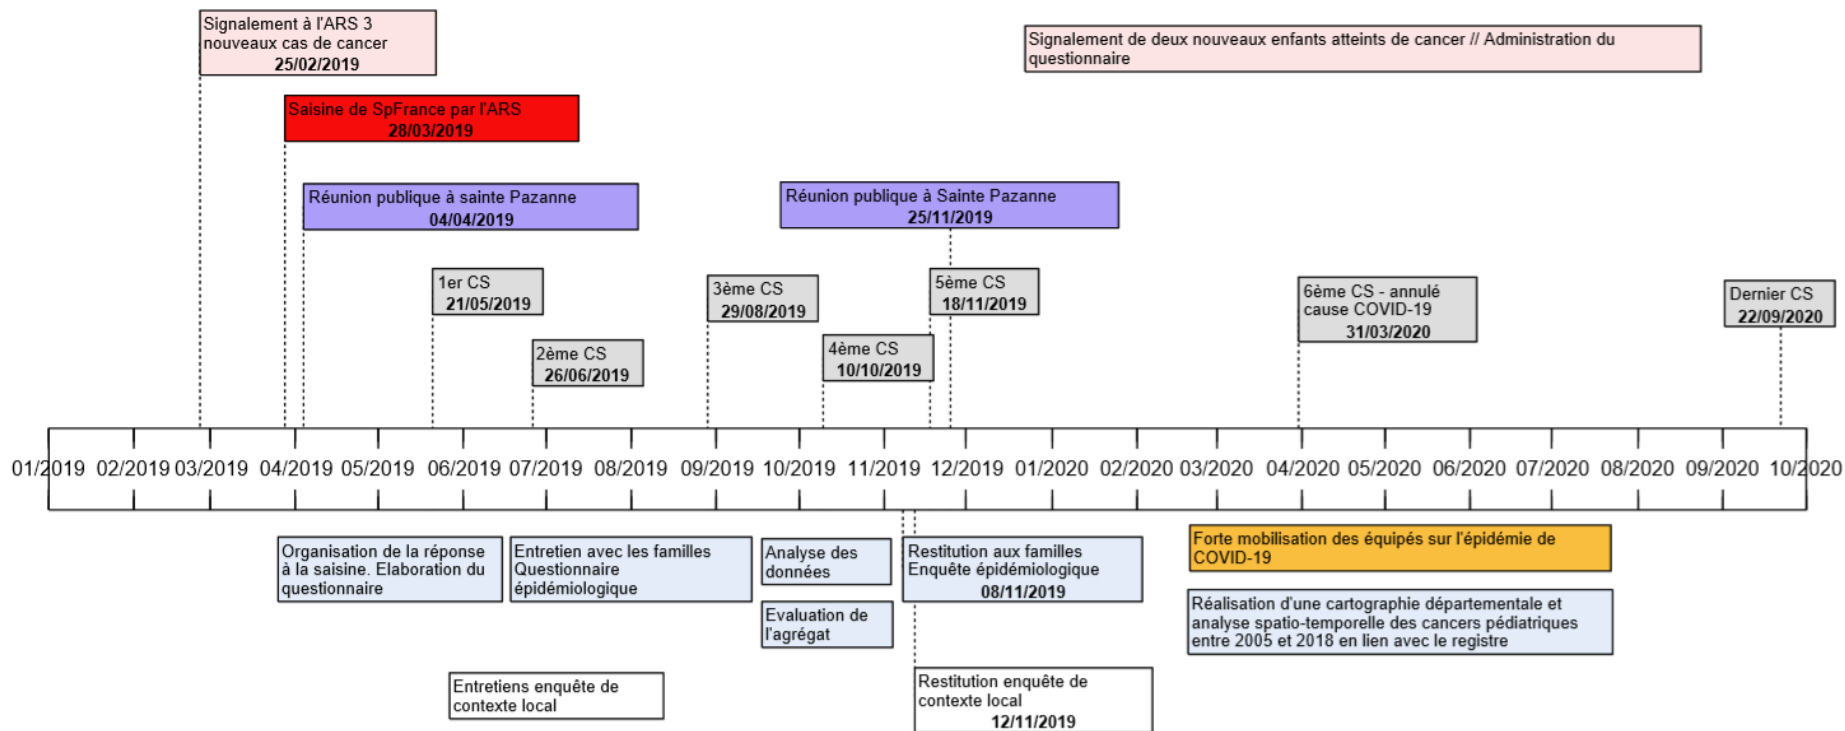 Signalement à l'ARS 3
nouveaux cas de cancer
25/02/2019
Signalement de deux nouveaux enfants atteints de cancer // Administration du
questionnaire
Saisine de SpFrance par l'ARS
28/03/2019
Réunion publique à sainte Pazanne
04/04/2019
Réunion publique à Sainte Pazanne
25/11/2019
1er CS
21/05/2019
2ème CS
26/06/2019
3ème CS
29/08/2019
4ème CS
10/10/2019
5ème CS
18/11/2019
6ème CS - annulé
cause COVID-19
31/03/2020
Dernier CS
22/09/2020
01/2019 02/2019 03/2019 04/2019 05/2019 06/2019 07/2019 08/2019 09/2019 10/2019 11/2019 12/2019 01/2020 02/2020 03/2020 04/2020 05/2020 06/2020 07/2020 08/2020 09/2020 10/2020
Organisation de la réponse
à la saisine. Elaboration du
questionnaire
Entretien avec les familles
Questionnaire
épidémiologique
Analyse des
données
Evaluation de
l'agrégat
Restitution aux familles
Enquête épidémiologique
08/11/2019
Forte mobilisation des équipés sur l'épidémie de
COVID-19
Réalisation d'une cartographie départementale et
analyse spatio-temporelle des cancers pédiatriques
entre 2005 et 2018 en lien avec le registre
Entretiens enquête de
contexte local
Restitution enquête de
contexte local
12/11/2019